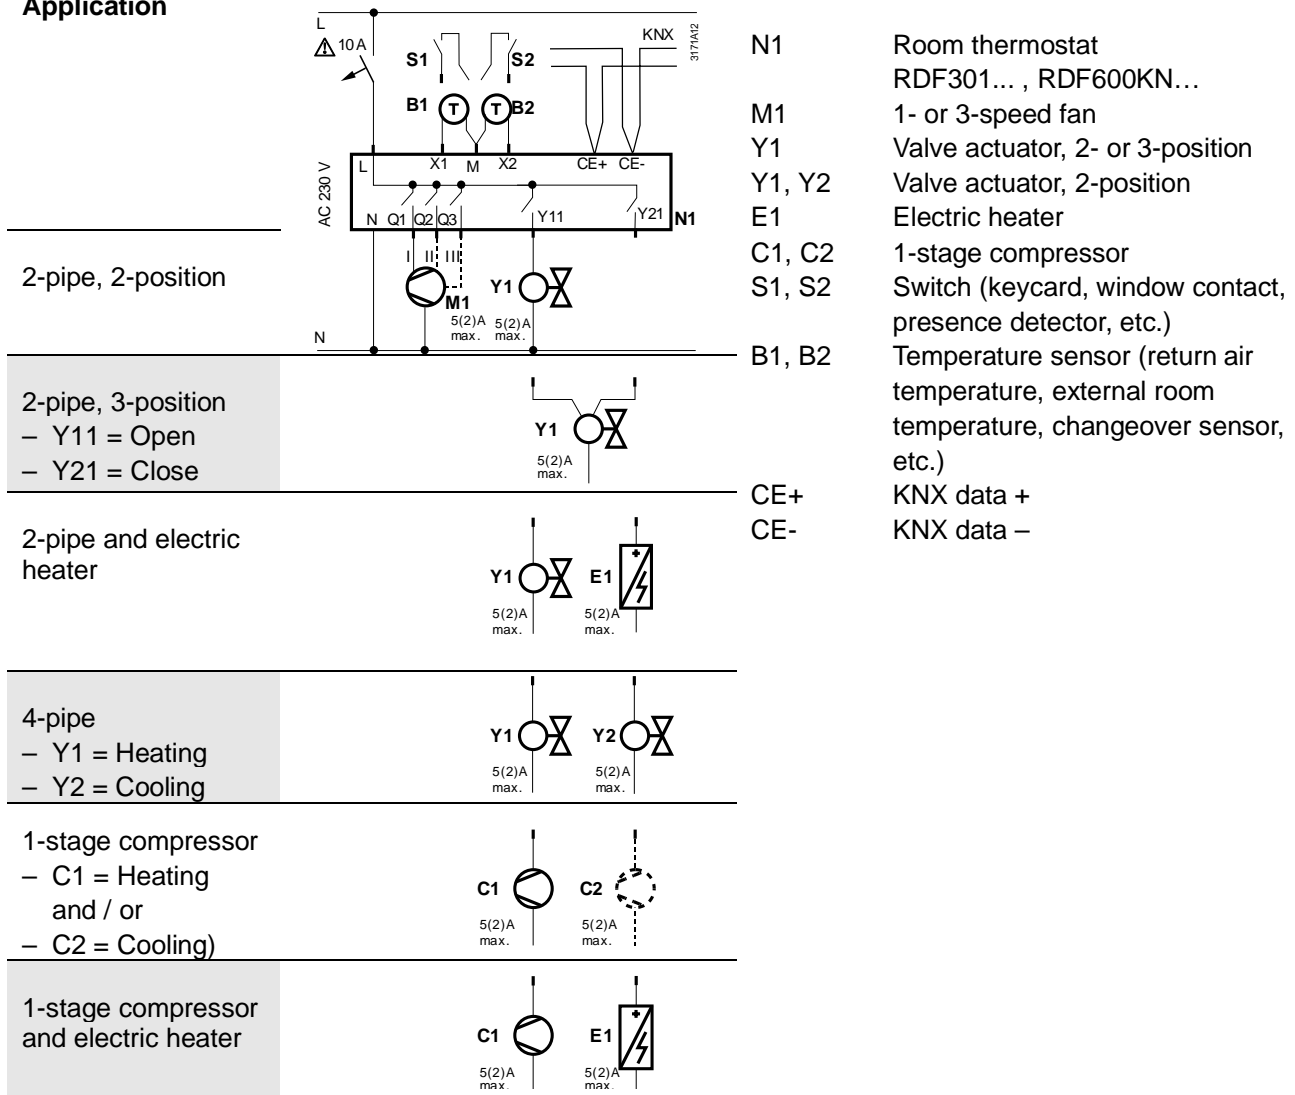 Application
L
10 A
S1
S2
KNX
3171A12
B1
T
T
B2
AC 230 V
L
X1
M
X2
CE+
CE-
N
Q1
Q2
Q3
Y11
Y21
N1
I
II
III
M1
5(2)A
max.
Y1
5(2)A
max.
N
2-pipe, 2-position
2-pipe, 3-position
– Y11 = Open
– Y21 = Close
Y1
5(2)A
max.
2-pipe and electric
heater
Y1
5(2)A
max.
E1
5(2)A
max.
4-pipe
– Y1 = Heating
– Y2 = Cooling
Y1
5(2)A
max.
Y2
5(2)A
max.
1-stage compressor
– C1 = Heating
and / or
– C2 = Cooling)
C1
5(2)A
max.
C2
5(2)A
max.
1-stage compressor
and electric heater
C1
5(2)A
max.
E1
5(2)A
max.
N1 Room thermostat
RDF301... , RDF600KN…
M1 1- or 3-speed fan
Y1 Valve actuator, 2- or 3-position
Y1, Y2 Valve actuator, 2-position
E1 Electric heater
C1, C2 1-stage compressor
S1, S2 Switch (keycard, window contact,
presence detector, etc.)
B1, B2 Temperature sensor (return air
temperature, external room
temperature, changeover sensor,
etc.)
CE+ KNX data +
CE- KNX data –